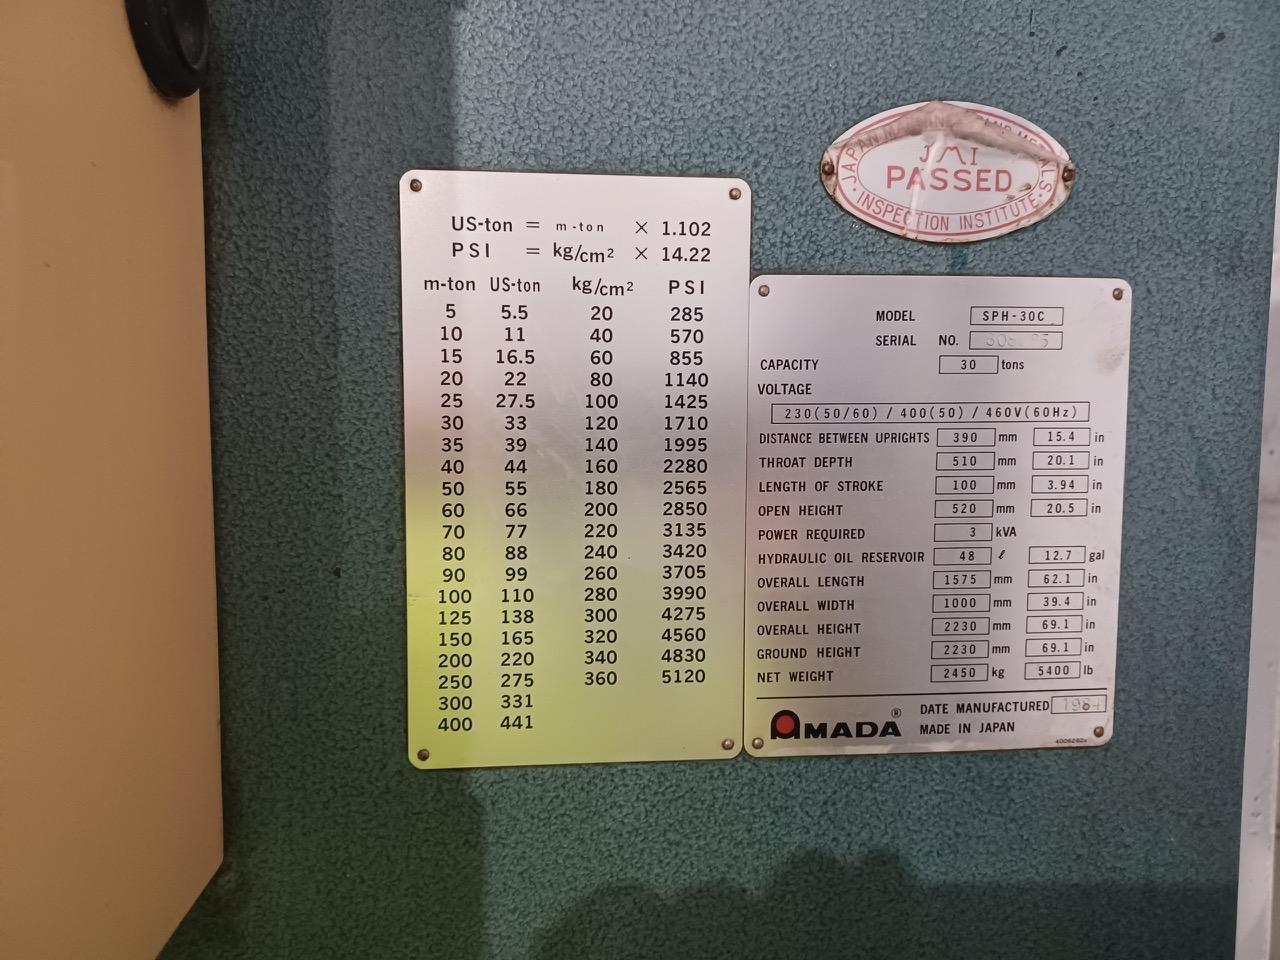 US-ton = m-ton × 1.102
PSI = kg/cm² × 14.22
m-ton US-ton kg/cm² PSI
5 5.5 20 285
10 11 40 570
15 16.5 60 855
20 22 80 1140
25 27.5 100 1425
30 33 120 1710
35 39 140 1995
40 44 160 2280
50 55 180 2565
60 66 200 2850
70 77 220 3135
80 88 240 3420
90 99 260 3705
100 110 280 3990
125 138 300 4275
150 165 320 4560
200 220 340 4830
250 275 360 5120
300 331
400 441
JAPAN
JMI
PASSED
INSPECTION INSTITUTE
MODEL SPH-30C
SERIAL NO.
CAPACITY 30 tons
VOLTAGE
230(50/60) / 400(50) / 460V(60Hz)
DISTANCE BETWEEN UPRIGHTS 390 mm 15.4 in
THROAT DEPTH 510 mm 20.1 in
LENGTH OF STROKE 100 mm 3.94 in
OPEN HEIGHT 520 mm 20.5 in
POWER REQUIRED 3 kVA
HYDRAULIC OIL RESERVOIR 48 ℓ 12.7 gal
OVERALL LENGTH 1575 mm 62.1 in
OVERALL WIDTH 1000 mm 39.4 in
OVERALL HEIGHT 2230 mm 69.1 in
GROUND HEIGHT 2230 mm 69.1 in
NET WEIGHT 2450 kg 5400 lb
AMADA ® DATE MANUFACTURED 1984
MADE IN JAPAN